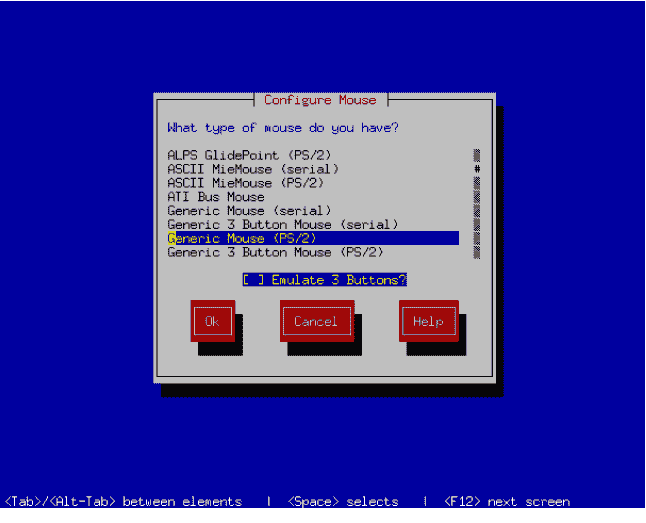 Configure Mouse
What type of mouse do you have?
ALPS GlidePoint (PS/2)
ASCII MieMouse (serial)
#
ASCII MieMouse (PS/2)
ATI Bus Mouse
Generic Mouse (serial)
Generic 3 Button Mouse (serial)
Generic Mouse (PS/2)
Generic 3 Button Mouse (PS/2)
[ ] Emulate 3 Buttons?
Ok Cancel Help
<Tab>/<Alt-Tab> between elements | <Space> selects | <F12> next screen